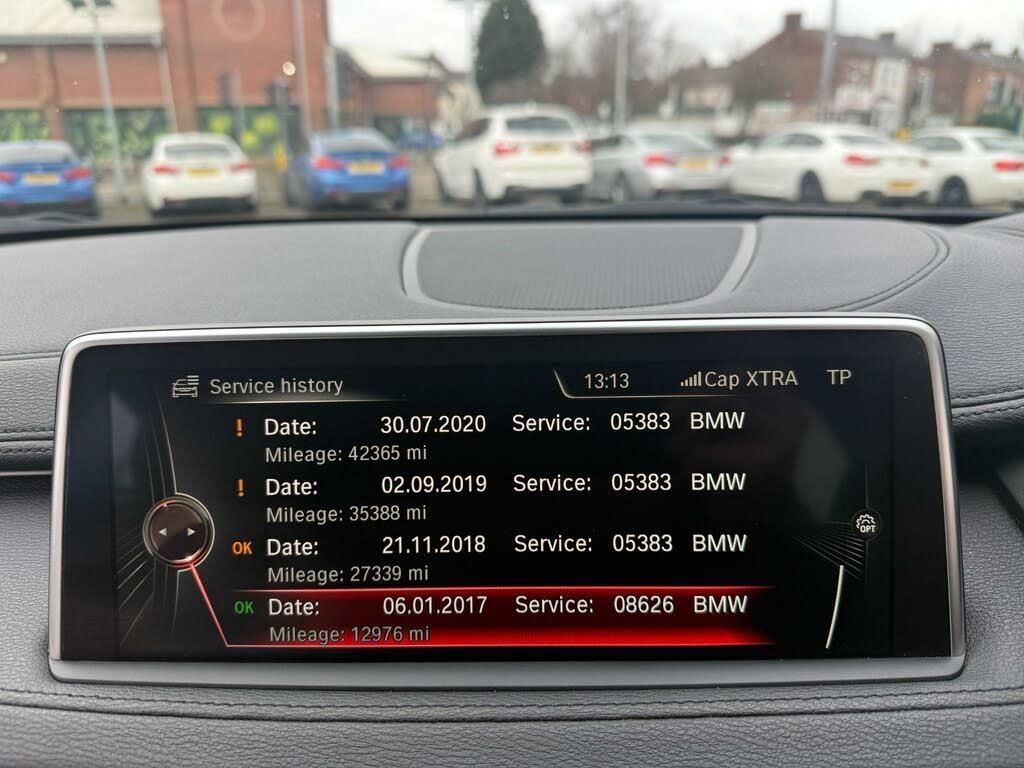 Service history 13:13 Cap XTRA TP
! Date: 30.07.2020 Service: 05383 BMW
Mileage: 42365 mi
! Date: 02.09.2019 Service: 05383 BMW
Mileage: 35388 mi
OK Date: 21.11.2018 Service: 05383 BMW
Mileage: 27339 mi
OPT
OK Date: 06.01.2017 Service: 08626 BMW
Mileage: 12976 mi